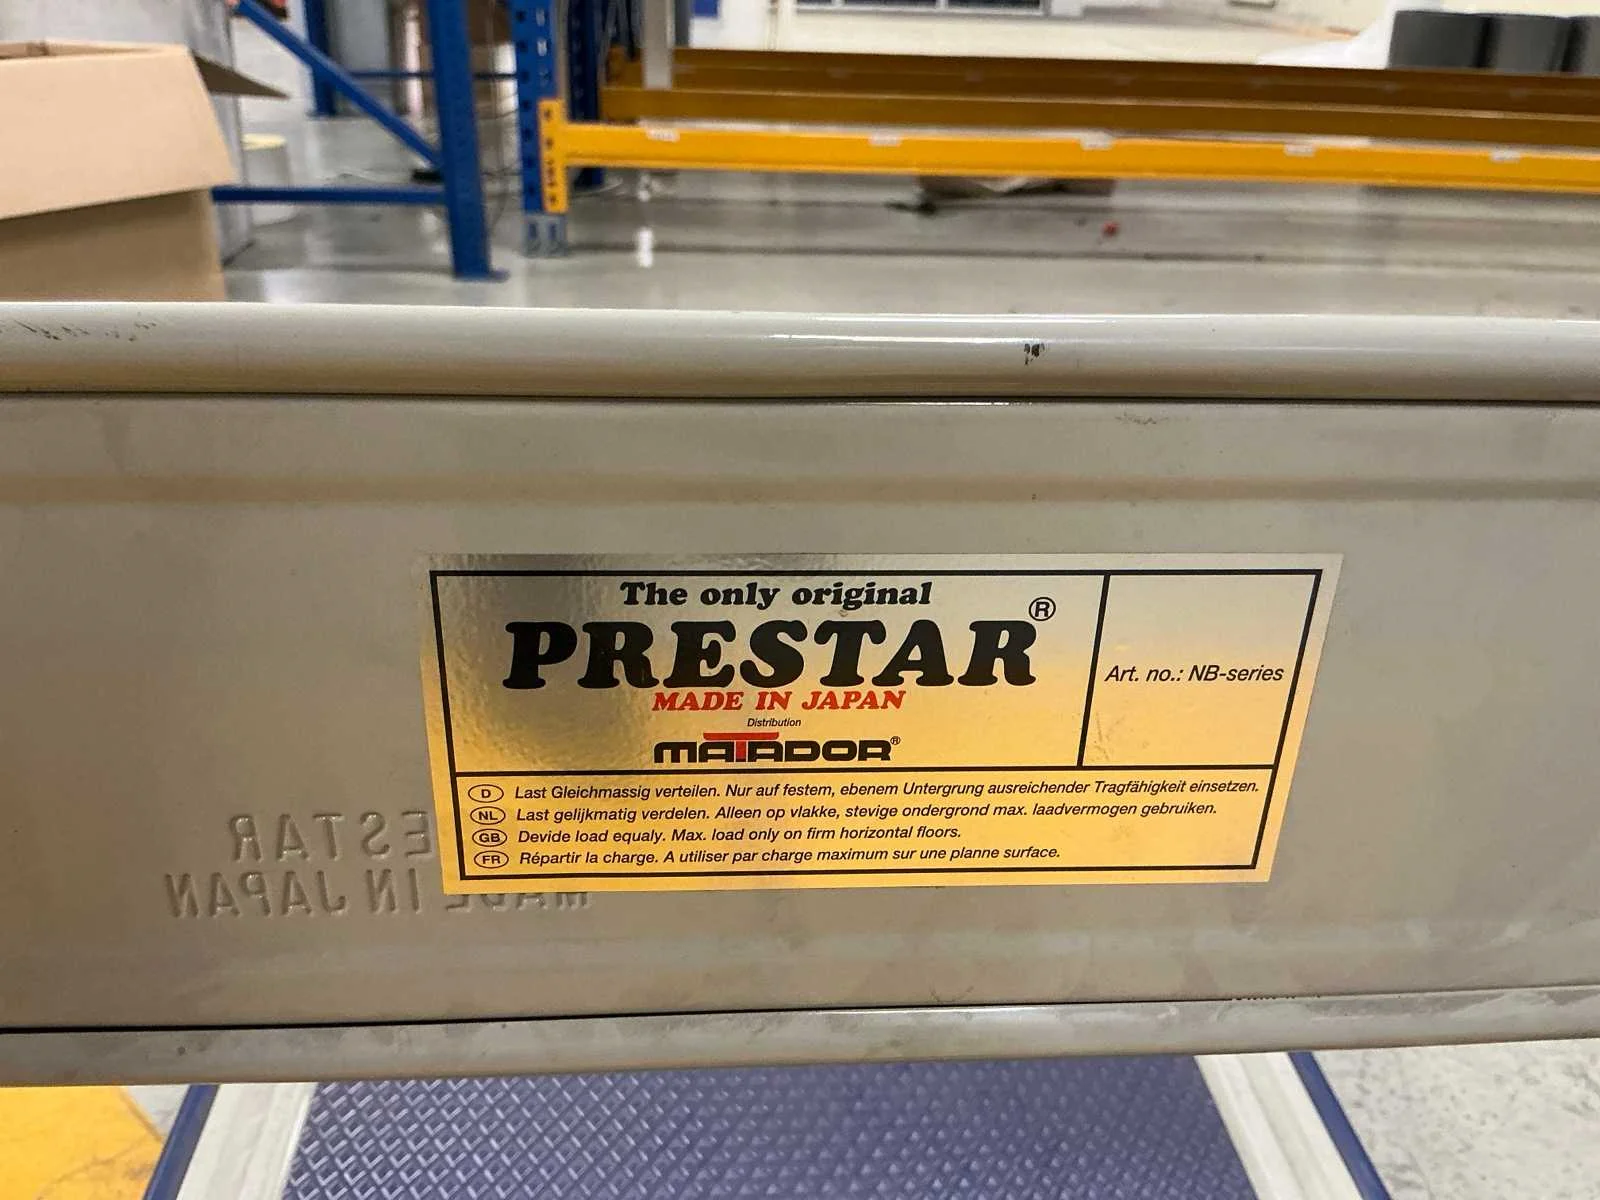 The only original
PRESTAR®
MADE IN JAPAN
Distribution
MATADOR®
Art. no.: NB-series
D Last Gleichmassig verteilen. Nur auf festem, ebenem Untergrung ausreichender Tragfähigkeit einsetzen.
NL Last gelijkmatig verdelen. Alleen op vlakke, stevige ondergrond max. laadvermogen gebruiken.
GB Devide load equaly. Max. load only on firm horizontal floors.
FR Répartir la charge. A utiliser par charge maximum sur une planne surface.
ESTAR
MADE IN JAPAN